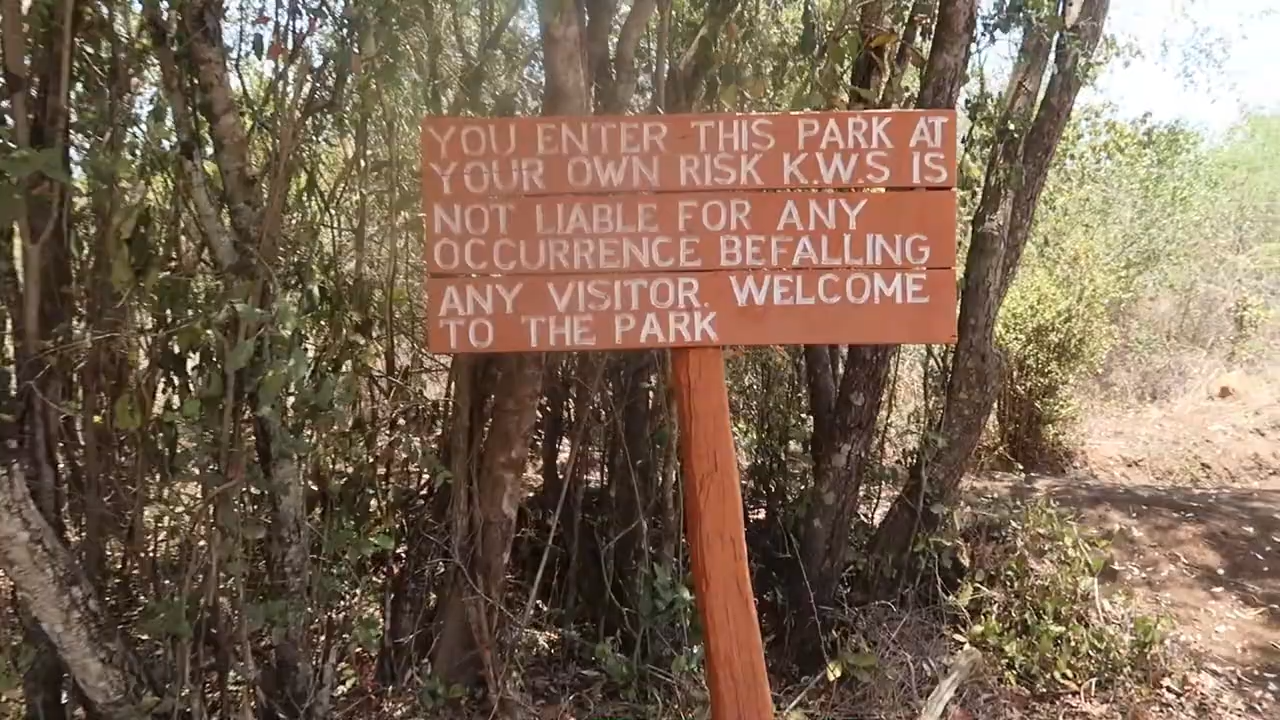 YOU ENTER THIS PARK AT
YOUR OWN RISK K.W.S IS
NOT LIABLE FOR ANY
OCCURRENCE BEFALLING
ANY VISITOR. WELCOME
TO THE PARK